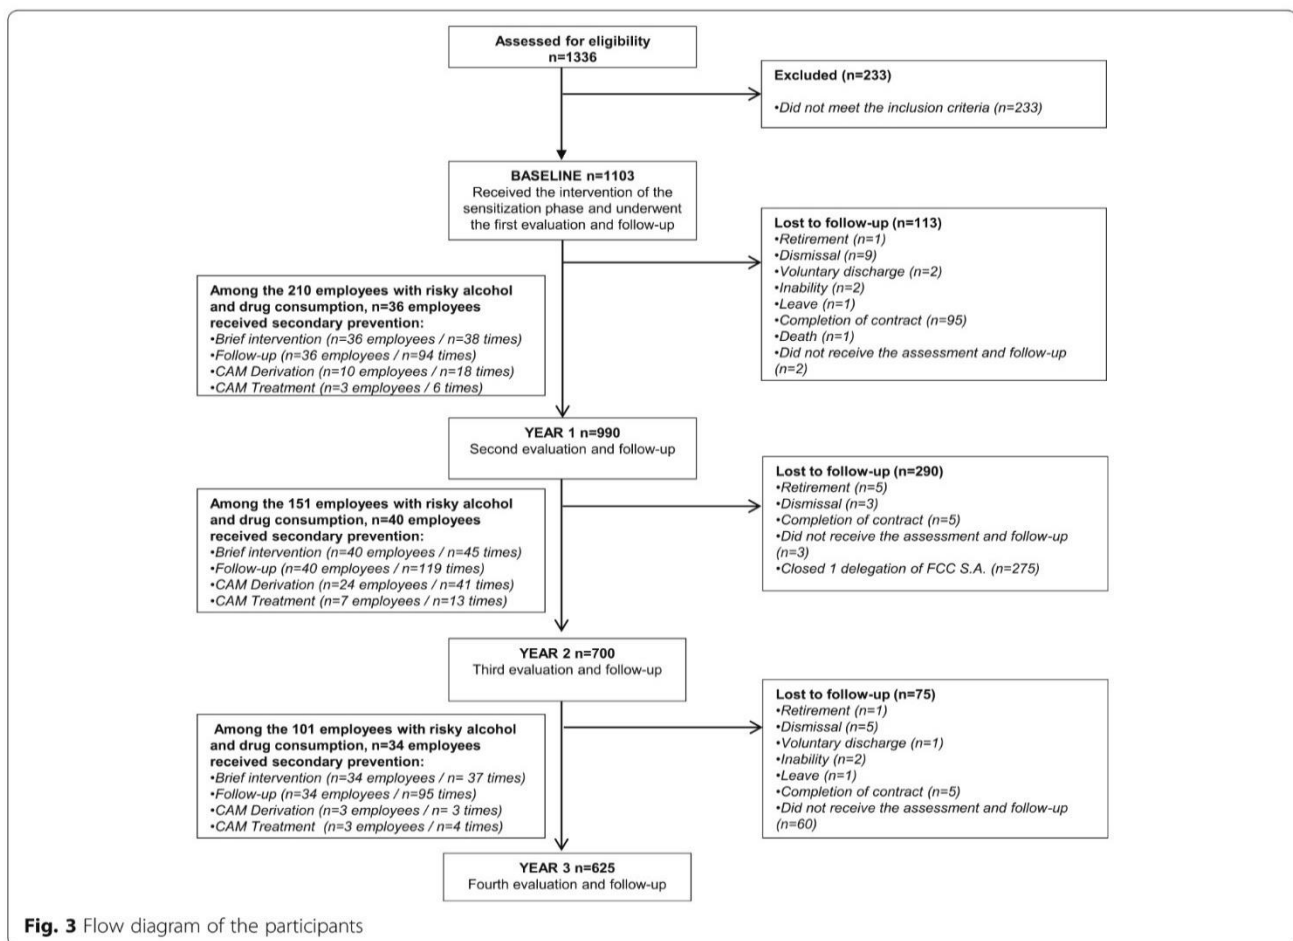 Assessed for eligibility
n=1336
Excluded (n=233)
•Did not meet the inclusion criteria (n=233)
BASELINE n=1103
Received the intervention of the
sensitization phase and underwent
the first evaluation and follow-up
Lost to follow-up (n=113)
•Retirement (n=1)
•Dismissal (n=9)
•Voluntary discharge (n=2)
•Inability (n=2)
•Leave (n=1)
•Completion of contract (n=95)
•Death (n=1)
•Did not receive the assessment and follow-up
(n=2)
Among the 210 employees with risky alcohol
and drug consumption, n=36 employees
received secondary prevention:
•Brief intervention (n=36 employees / n=38 times)
•Follow-up (n=36 employees / n=94 times)
•CAM Derivation (n=10 employees / n=18 times)
•CAM Treatment (n=3 employees / 6 times)
YEAR 1 n=990
Second evaluation and follow-up
Lost to follow-up (n=290)
•Retirement (n=5)
•Dismissal (n=3)
•Completion of contract (n=5)
•Did not receive the assessment and follow-up
(n=3)
•Closed 1 delegation of FCC S.A. (n=275)
Among the 151 employees with risky alcohol
and drug consumption, n=40 employees
received secondary prevention:
•Brief intervention (n=40 employees / n=45 times)
•Follow-up (n=40 employees / n=119 times)
•CAM Derivation (n=24 employees / n=41 times)
•CAM Treatment (n=7 employees / n=13 times)
YEAR 2 n=700
Third evaluation and follow-up
Lost to follow-up (n=75)
•Retirement (n=1)
•Dismissal (n=5)
•Voluntary discharge (n=1)
•Inability (n=2)
•Leave (n=1)
•Completion of contract (n=5)
•Did not receive the assessment and follow-up
(n=60)
Among the 101 employees with risky alcohol
and drug consumption, n=34 employees
received secondary prevention:
•Brief intervention (n=34 employees / n= 37 times)
•Follow-up (n=34 employees / n=95 times)
•CAM Derivation (n=3 employees / n= 3 times)
•CAM Treatment (n=3 employees / n=4 times)
YEAR 3 n=625
Fourth evaluation and follow-up
Fig. 3 Flow diagram of the participants